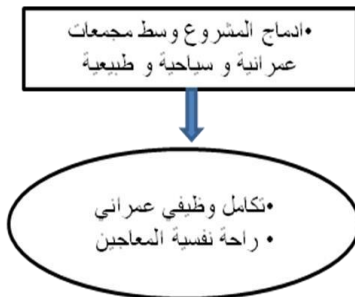 •ادماج المشروع وسط مجمعات
عمرانية و سياحية و طبيعية
•تكامل وظيفي عمراني
• راحة نفسية المعاجين